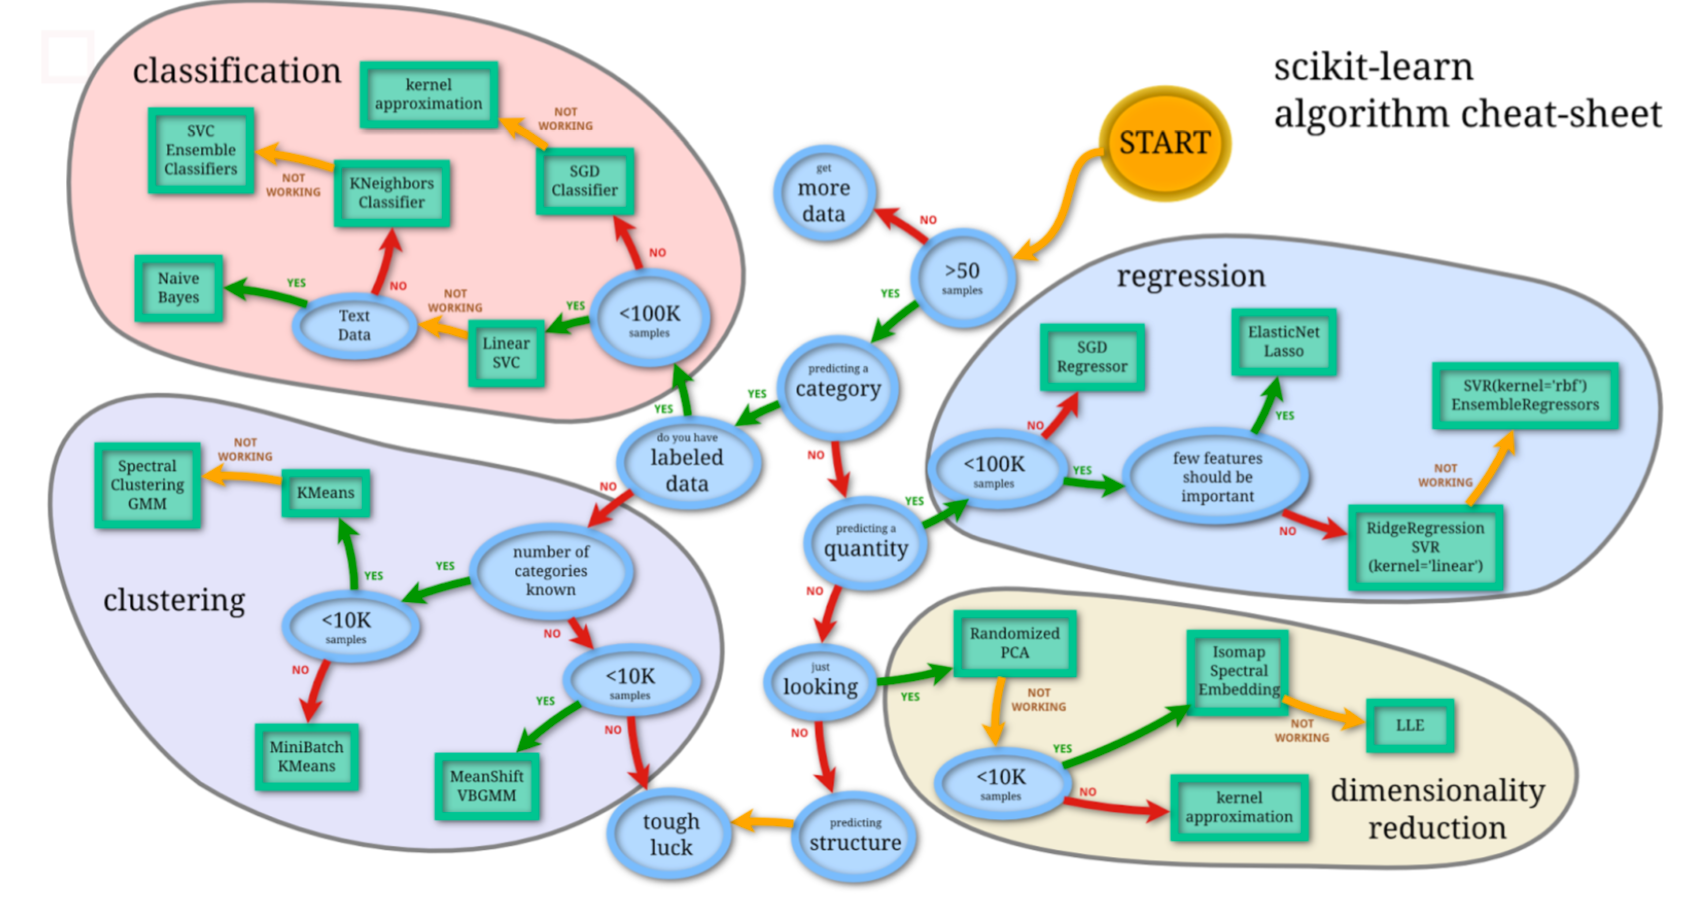 scikit-learn
algorithm cheat-sheet
START
classification
kernel
approximation
NOT
WORKING
SVC
Ensemble
Classifiers
NOT
WORKING
KNeighbors
Classifier
SGD
Classifier
NO
Naive
Bayes
YES
NO
Text
Data
NOT
WORKING
Linear
SVC
YES
<100K
samples
get
more
data
NO
>50
samples
YES
predicting a
category
YES
YES
do you have
labeled
data
NO
NO
predicting a
quantity
YES
NO
just
looking
YES
NO
predicting
structure
tough
luck
regression
SGD
Regressor
ElasticNet
Lasso
SVR(kernel='rbf')
EnsembleRegressors
NO
YES
<100K
samples
YES
few features
should be
important
NOT
WORKING
NO
RidgeRegression
SVR
(kernel='linear')
clustering
Spectral
Clustering
GMM
NOT
WORKING
KMeans
YES
YES
number of
categories
known
<10K
samples
NO
NO
<10K
samples
YES
NO
MiniBatch
KMeans
MeanShift
VBGMM
Randomized
PCA
NOT
WORKING
Isomap
Spectral
Embedding
NOT
WORKING
LLE
YES
<10K
samples
NO
kernel
approximation
dimensionality
reduction